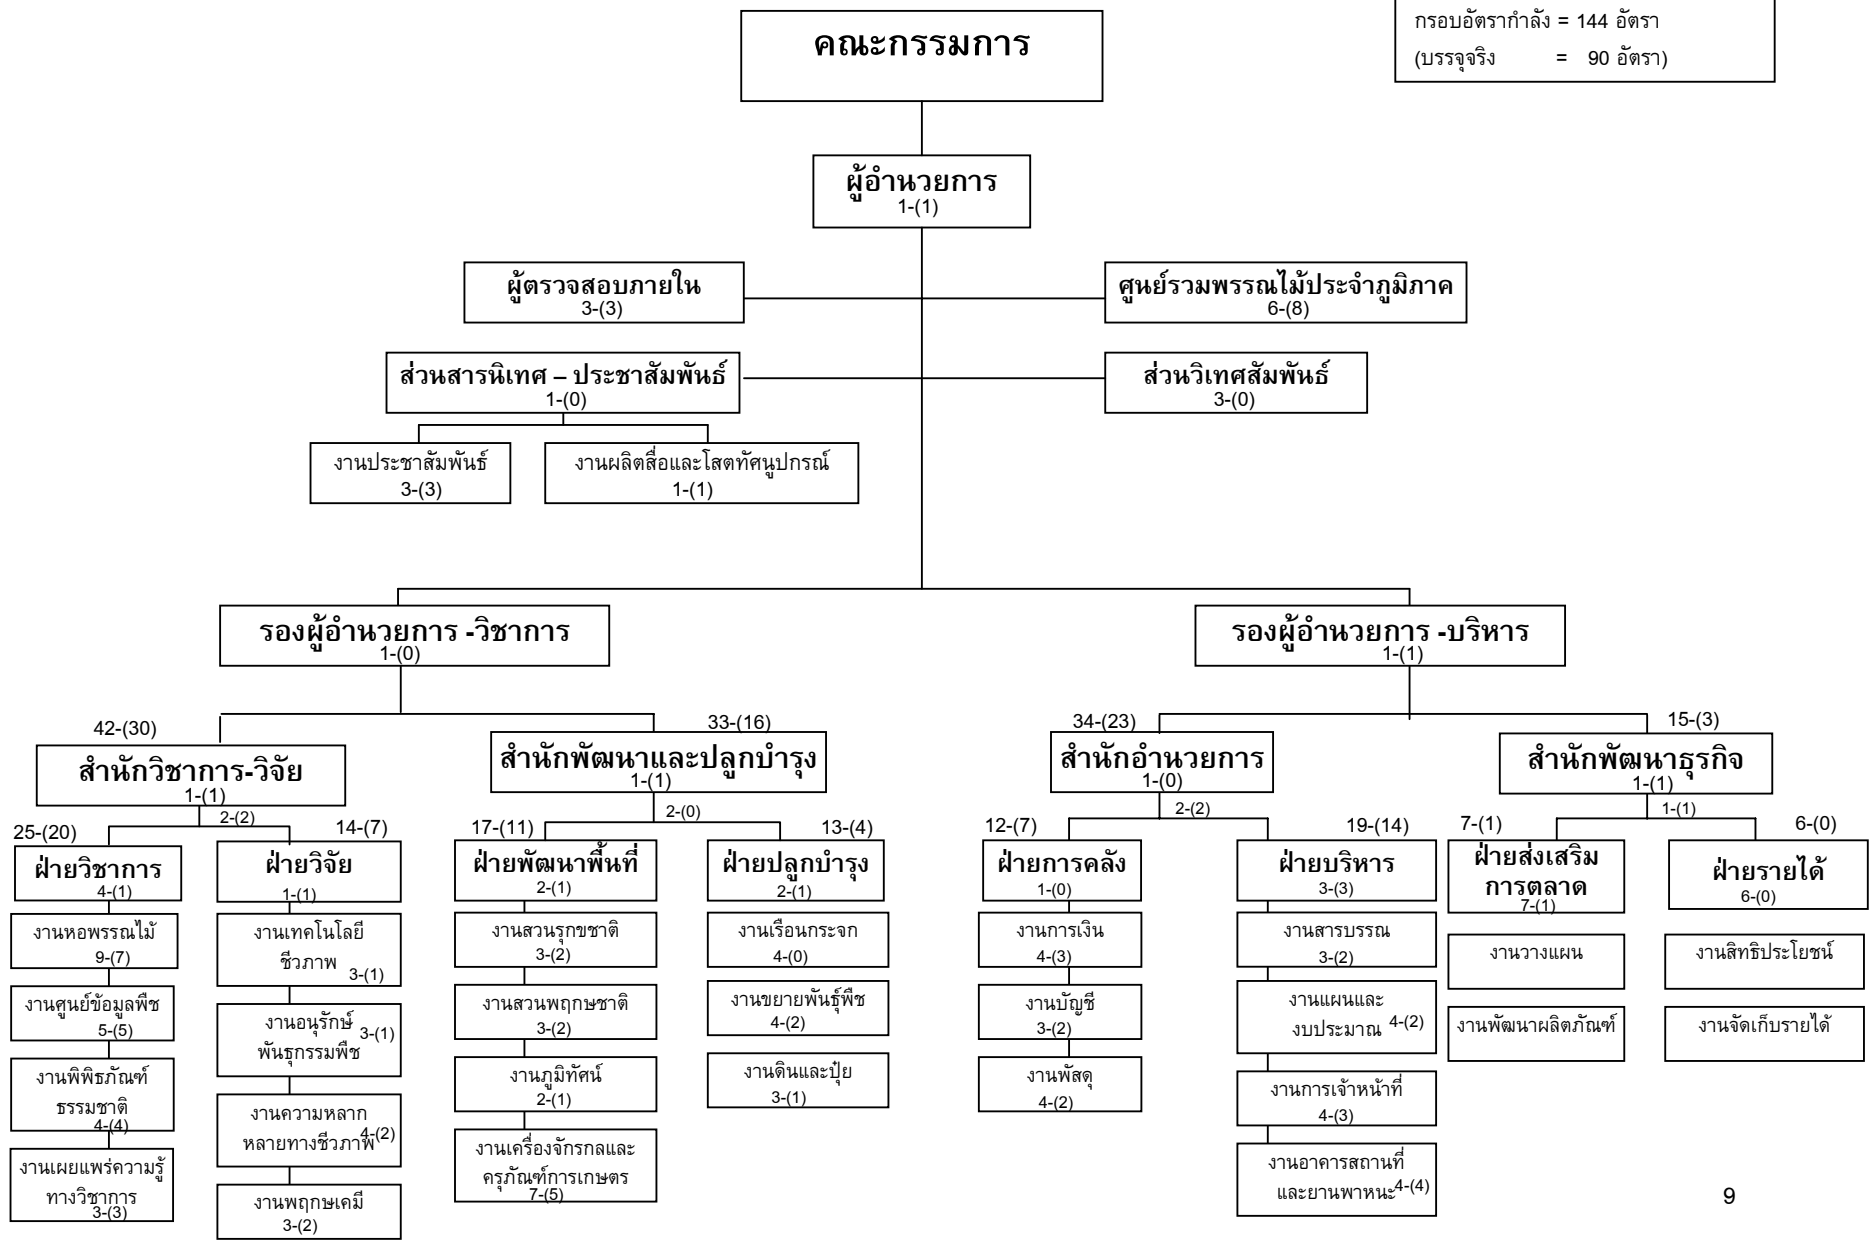 กรอบอัตรากำลัง = 144 อัตรา
(บรรจุจริง = 90 อัตรา)
คณะกรรมการ
ผู้อำนวยการ
1-(1)
ผู้ตรวจสอบภายใน
3-(3)
ศูนย์รวมพรรณไม้ประจำภูมิภาค
6-(8)
ส่วนสารนิเทศ – ประชาสัมพันธ์
1-(0)
ส่วนวิเทศสัมพันธ์
3-(0)
งานประชาสัมพันธ์
3-(3)
งานผลิตสื่อและโสตทัศนูปกรณ์
1-(1)
รองผู้อำนวยการ -วิชาการ
1-(0)
รองผู้อำนวยการ -บริหาร
1-(1)
42-(30)
สำนักวิชาการ-วิจัย
1-(1)
2-(2)
33-(16)
สำนักพัฒนาและปลูกบำรุง
1-(1)
2-(0)
34-(23)
สำนักอำนวยการ
1-(0)
2-(2)
15-(3)
สำนักพัฒนาธุรกิจ
1-(1)
1-(1)
25-(20)
ฝ่ายวิชาการ
4-(1)
งานหอพรรณไม้
9-(7)
งานศูนย์ข้อมูลพืช
5-(5)
งานพิพิธภัณฑ์
ธรรมชาติ
4-(4)
งานเผยแพร่ความรู้
ทางวิชาการ
3-(3)
14-(7)
ฝ่ายวิจัย
1-(1)
งานเทคโนโลยี
ชีวภาพ 3-(1)
งานอนุรักษ์
พันธุกรรมพืช 3-(1)
งานความหลาก
หลายทางชีวภาพ 4-(2)
งานพฤกษเคมี
3-(2)
17-(11)
ฝ่ายพัฒนาพื้นที่
2-(1)
งานสวนรุกขชาติ
3-(2)
งานสวนพฤกษชาติ
3-(2)
งานภูมิทัศน์
2-(1)
งานเครื่องจักรกลและ
ครุภัณฑ์การเกษตร
7-(5)
13-(4)
ฝ่ายปลูกบำรุง
2-(1)
งานเรือนกระจก
4-(0)
งานขยายพันธุ์พืช
4-(2)
งานดินและปุ๋ย
3-(1)
12-(7)
ฝ่ายการคลัง
1-(0)
งานการเงิน
4-(3)
งานบัญชี
3-(2)
งานพัสดุ
4-(2)
19-(14)
ฝ่ายบริหาร
3-(3)
งานสารบรรณ
3-(2)
งานแผนและ
งบประมาณ 4-(2)
งานการเจ้าหน้าที่
4-(3)
งานอาคารสถานที่
และยานพาหนะ 4-(4)
7-(1)
ฝ่ายส่งเสริม
การตลาด
7-(1)
งานวางแผน
งานพัฒนาผลิตภัณฑ์
6-(0)
ฝ่ายรายได้
6-(0)
งานสิทธิประโยชน์
งานจัดเก็บรายได้
9